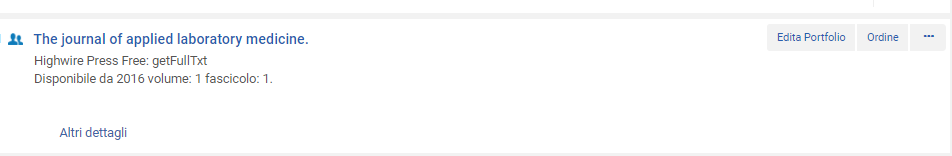 The journal of applied laboratory medicine.
Edita Portfolio
Ordine
Highwire Press Free: getFullTxt
Disponibile da 2016 volume: 1 fascicolo: 1.
Altri dettagli